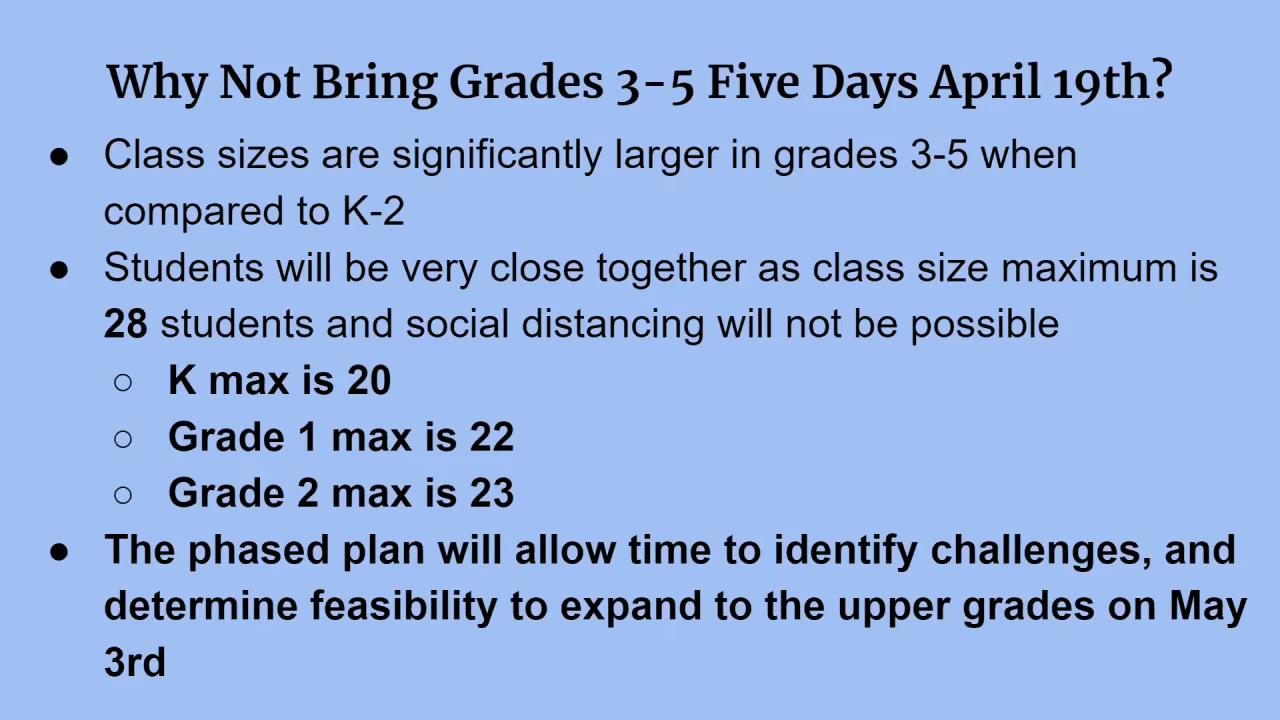 Why Not Bring Grades 3-5 Five Days April 19th?
● Class sizes are significantly larger in grades 3-5 when
compared to K-2
● Students will be very close together as class size maximum is
28 students and social distancing will not be possible
○ K max is 20
○ Grade 1 max is 22
○ Grade 2 max is 23
● The phased plan will allow time to identify challenges, and
determine feasibility to expand to the upper grades on May
3rd